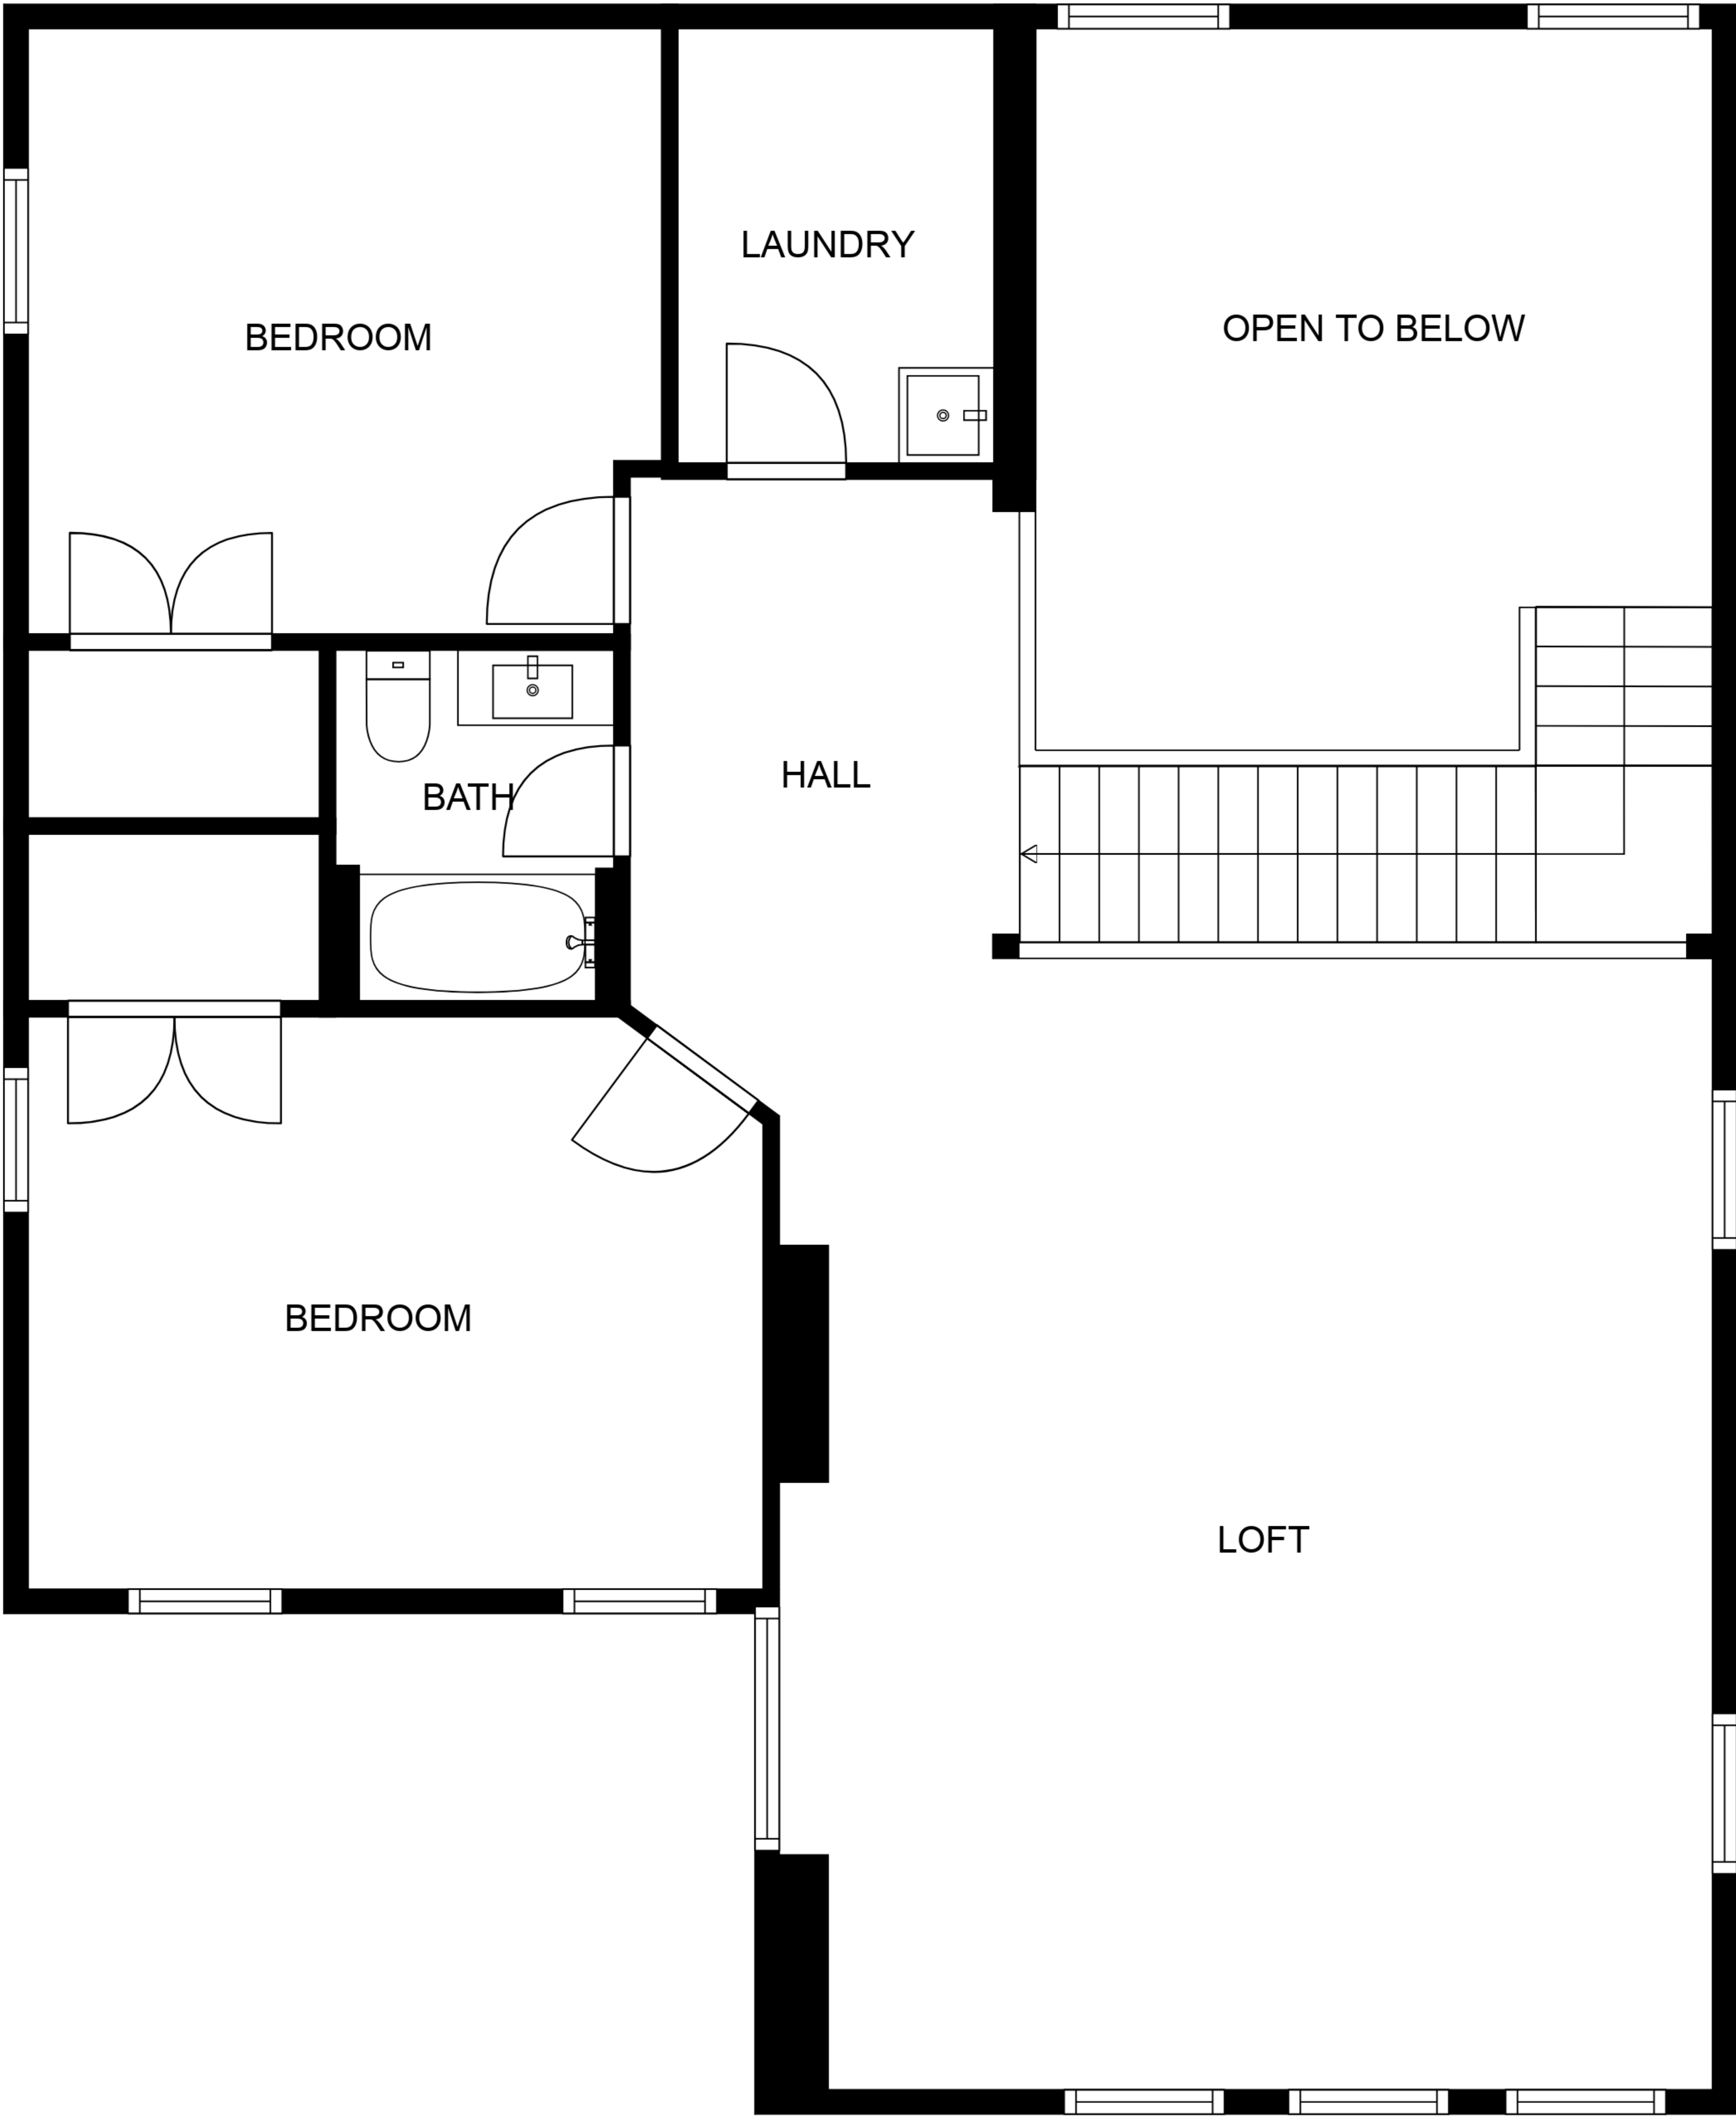 LAUNDRY
BEDROOM
OPEN TO BELOW
HALL
BATH
BEDROOM
LOFT